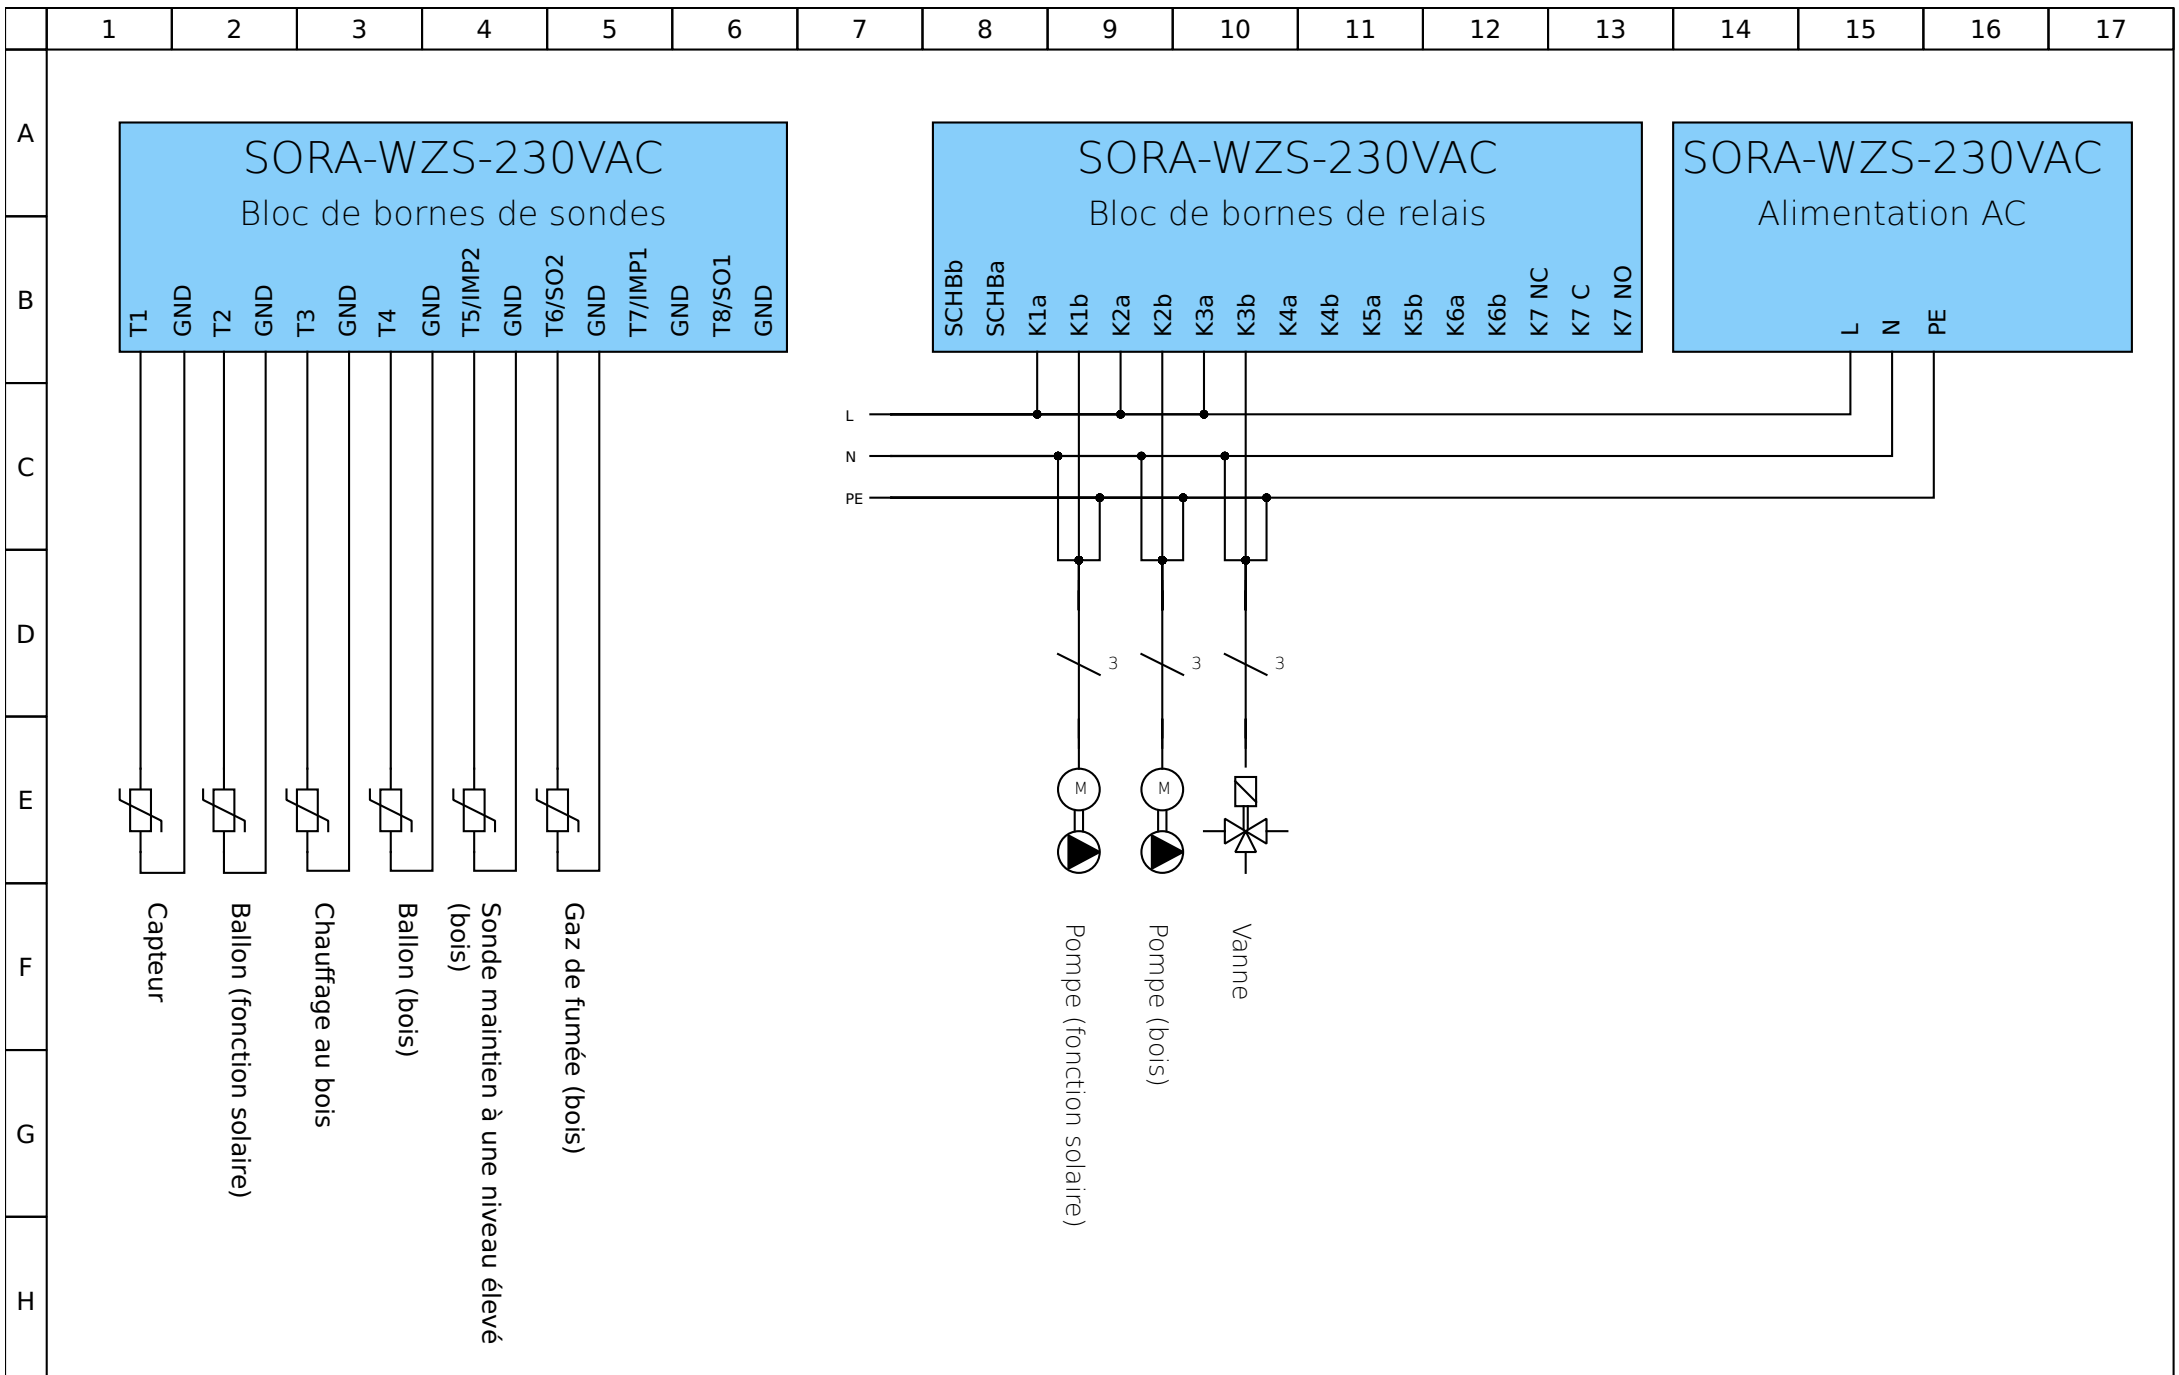 1 2 3 4 5 6 7 8 9 10 11 12 13 14 15 16 17
A
B
C
D
E
F
G
H
SORA-WZS-230VAC
Bloc de bornes de sondes
T1 GND T2 GND T3 GND T4 GND T5/IMP2 GND T6/SO2 GND T7/IMP1 GND T8/SO1 GND
SORA-WZS-230VAC
Bloc de bornes de relais
SCHBb SCHBa K1a K1b K2a K2b K3a K3b K4a K4b K5a K5b K6a K6b K7 NC K7 C K7 NO
SORA-WZS-230VAC
Alimentation AC
L N PE
L
N
PE
3 3 3
M M
Capteur
Ballon (fonction solaire)
Chauffage au bois
Ballon (bois)
Sonde maintien à une niveau élevé
(bois)
Gaz de fumée (bois)
Pompe (fonction solaire)
Pompe (bois)
Vanne